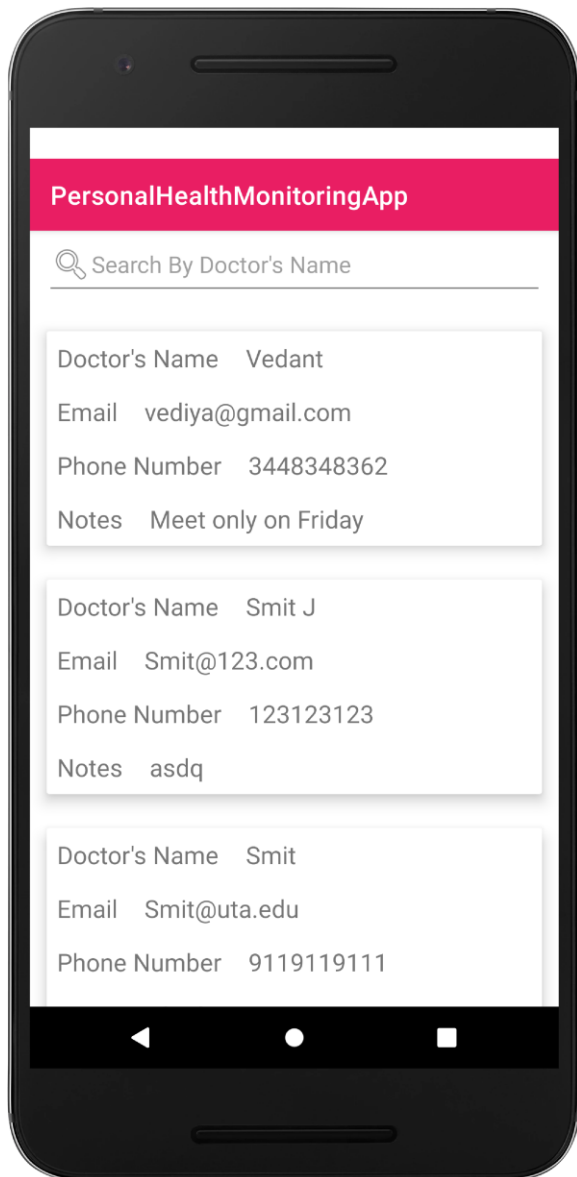 PersonalHealthMonitoringApp
Search By Doctor's Name
Doctor's Name Vedant
Email vediya@gmail.com
Phone Number 3448348362
Notes Meet only on Friday
Doctor's Name Smit J
Email Smit@123.com
Phone Number 123123123
Notes asdq
Doctor's Name Smit
Email Smit@uta.edu
Phone Number 9119119111